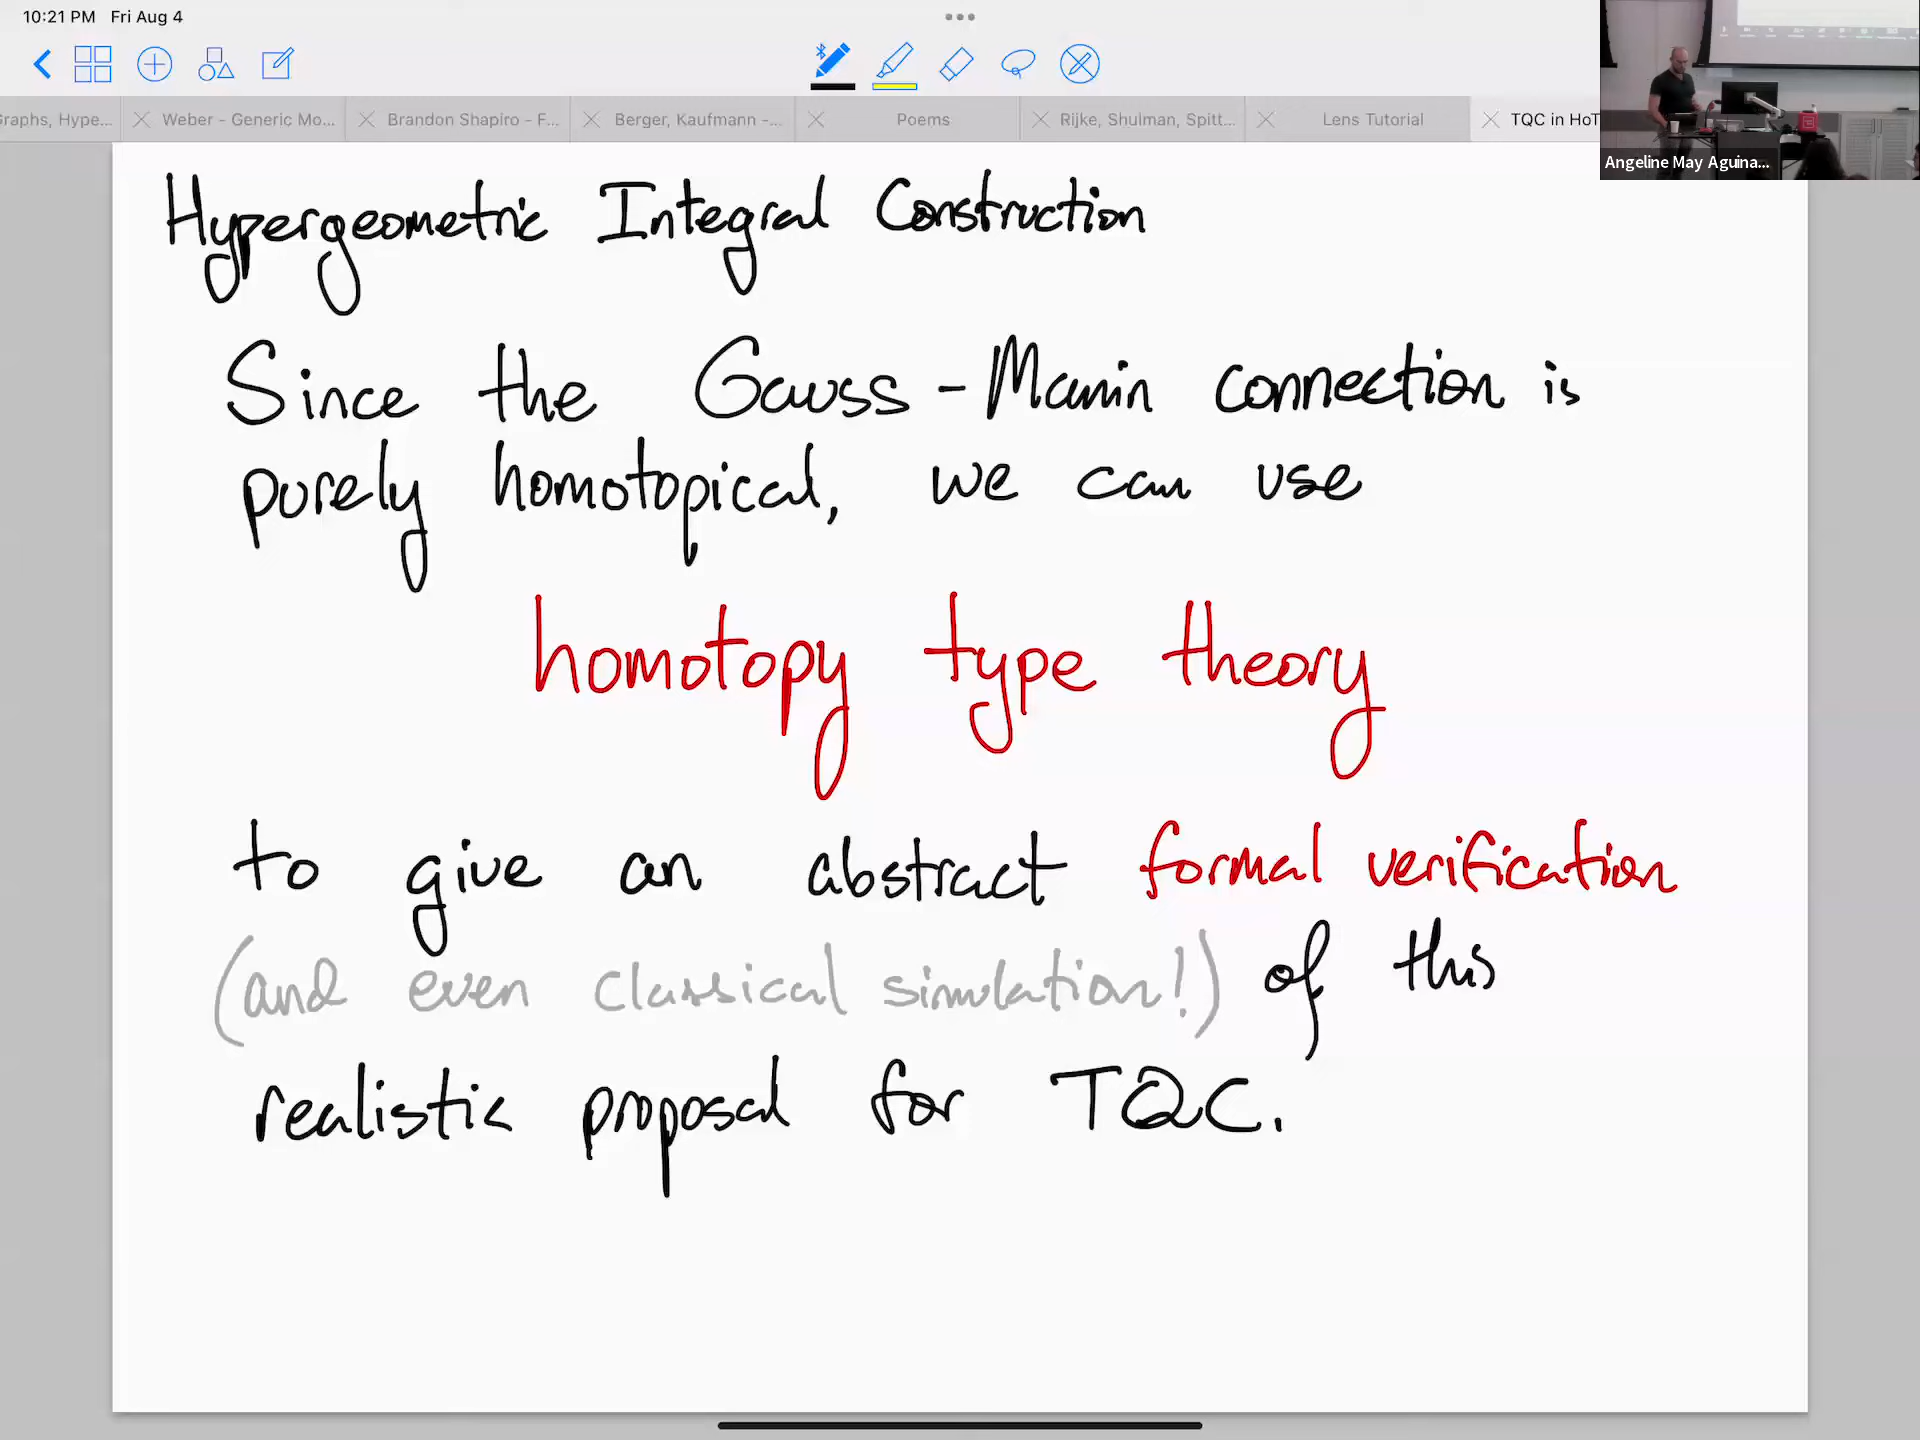 10:21 PM Fri Aug 4
Graphs, Hype...
Weber - Generic Mo...
Brandon Shapiro - F...
Berger, Kaufmann -...
Poems
Rijke, Shulman, Spitt...
Lens Tutorial
TQC in HoT
Angeline May Aguina...
Hypergeometric Integral Construction
Since the Gauss-Manin connection is
purely homotopical, we can use
homotopy type theory
to give an abstract formal verification
(and even classical simulation!) of this
realistic proposal for TQC.